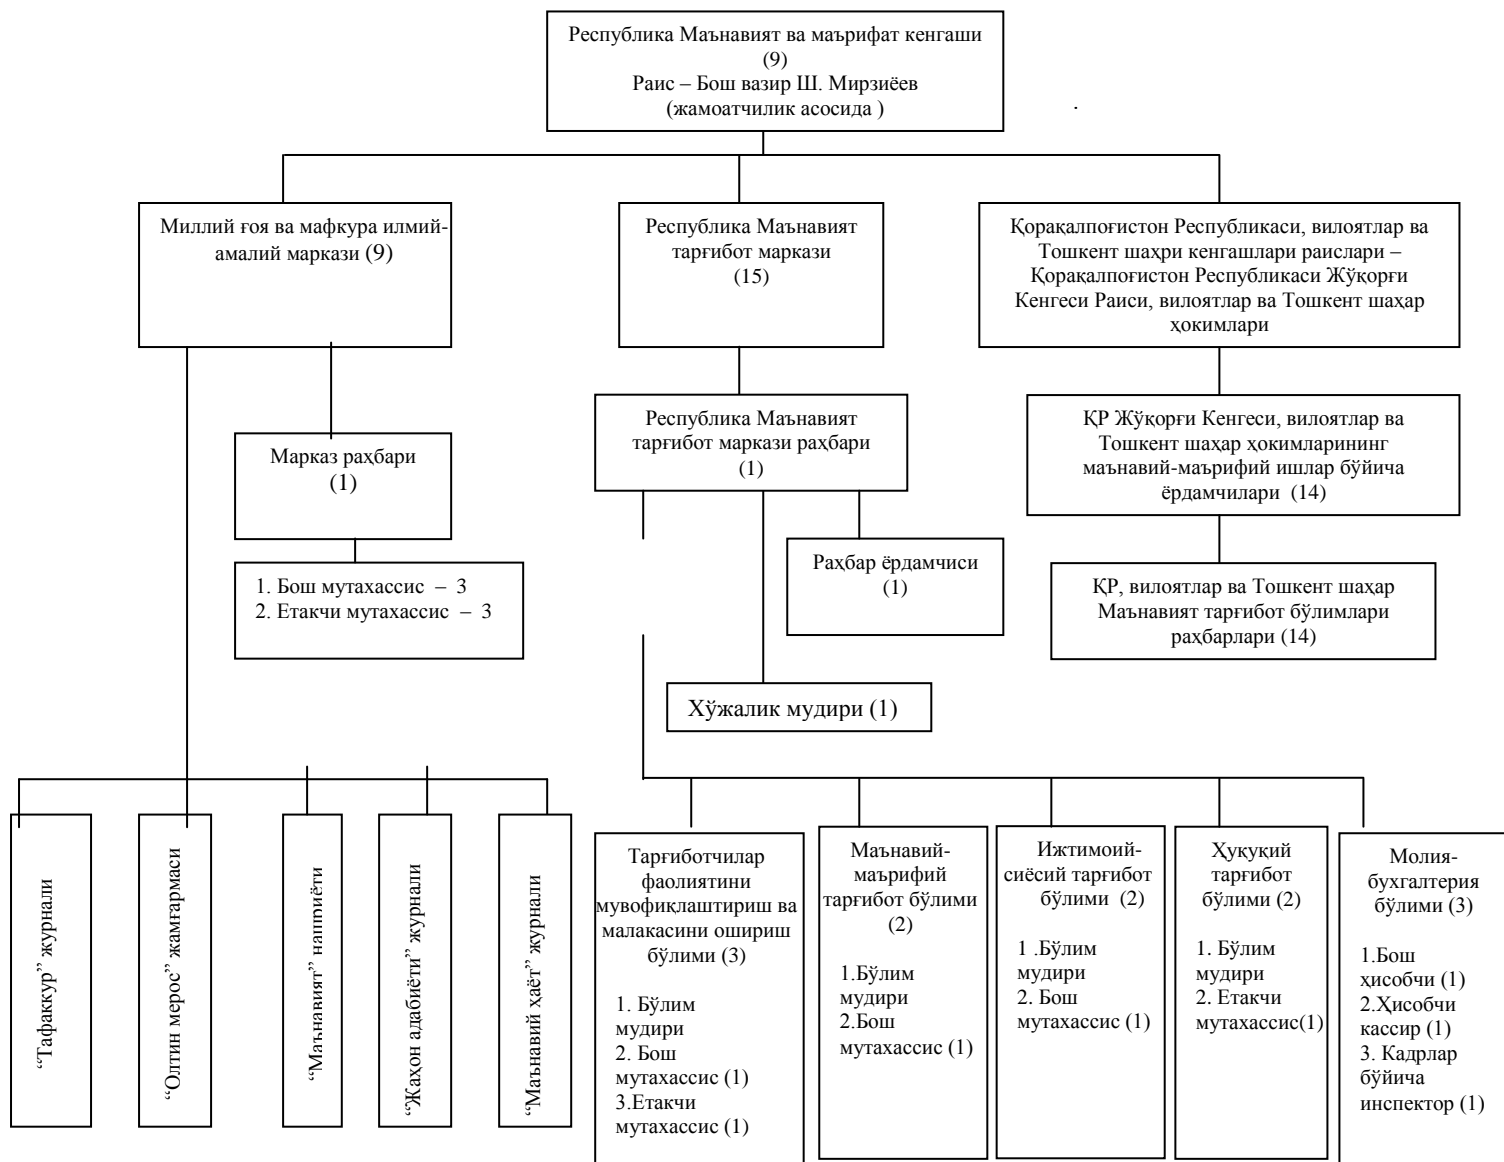 Республика Маънавият ва маърифат кенгаши
(9)
Раис – Бош вазир Ш. Мирзиёев
(жамоатчилик асосида )
.
Миллий ғоя ва мафкура илмий-
амалий маркази (9)
Республика Маънавият
тарғибот маркази
(15)
Қорақалпоғистон Республикаси, вилоятлар ва
Тошкент шаҳри кенгашлари раислари –
Қорақалпоғистон Республикаси Жўқорғи
Кенгеси Раиси, вилоятлар ва Тошкент шаҳар
ҳокимлари
Марказ раҳбари
(1)
Республика Маънавият
тарғибот маркази раҳбари
(1)
ҚР Жўқорғи Кенгеси, вилоятлар ва
Тошкент шаҳар ҳокимларининг
маънавий-маърифий ишлар бўйича
ёрдамчилари (14)
1. Бош мутахассис – 3
2. Етакчи мутахассис – 3
Раҳбар ёрдамчиси
(1)
ҚР, вилоятлар ва Тошкент шаҳар
Маънавият тарғибот бўлимлари
раҳбарлари (14)
Хўжалик мудири (1)
“Тафаккур” журнали
“Олтин мерос” жамғармаси
“Маънавият” нашриёти
“Жаҳон адабиёти” журнали
“Маънавий ҳаёт” журнали
Тарғиботчилар
фаолиятини
мувофиқлаштириш ва
малакасини ошириш
бўлими (3)
1. Бўлим
мудири
2. Бош
мутахассис (1)
3.Етакчи
мутахассис (1)
Маънавий-
маърифий
тарғибот бўлими
(2)
1.Бўлим
мудири
2.Бош
мутахассис (1)
Ижтимоий-
сиёсий тарғибот
бўлими (2)
1 .Бўлим
мудири
2. Бош
мутахассис (1)
Ҳуқуқий
тарғибот
бўлими (2)
1. Бўлим
мудири
2. Етакчи
мутахассис(1)
Молия-
бухгалтерия
бўлими (3)
1.Бош
ҳисобчи (1)
2.Ҳисобчи
кассир (1)
3. Кадрлар
бўйича
инспектор (1)